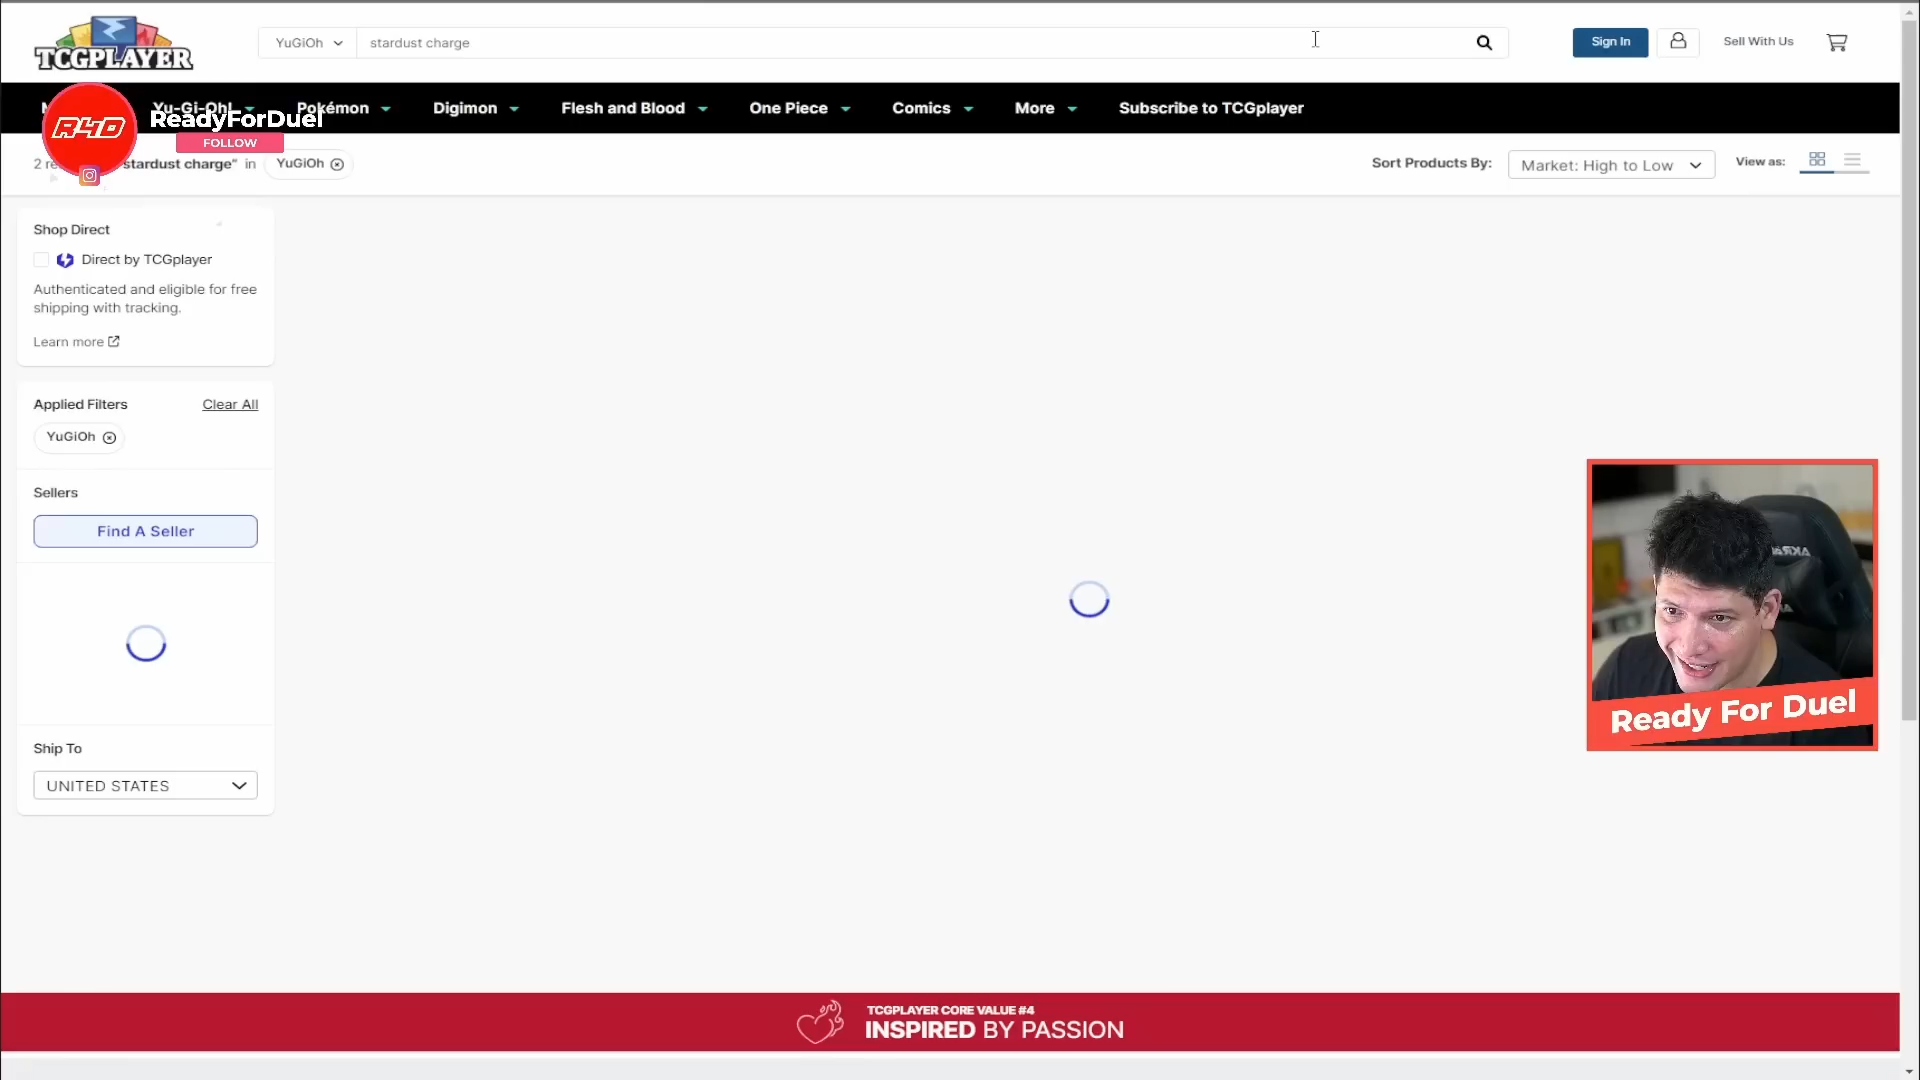 TCGPLAYER
YuGiOh
stardust charge
Sign In
Sell With Us
Yu-Gi-Oh!
Pokémon
Digimon
Flesh and Blood
One Piece
Comics
More
Subscribe to TCGplayer
R4D
ReadyForDuel
FOLLOW
2 re
stardust charge" in
YuGiOh
Sort Products By:
Market: High to Low
View as:
Shop Direct
Direct by TCGplayer
Authenticated and eligible for free
shipping with tracking.
Learn more
Applied Filters
Clear All
YuGiOh
Sellers
Find A Seller
Ship To
UNITED STATES
AKRA
Ready For Duel
TCGPLAYER CORE VALUE #4
INSPIRED BY PASSION